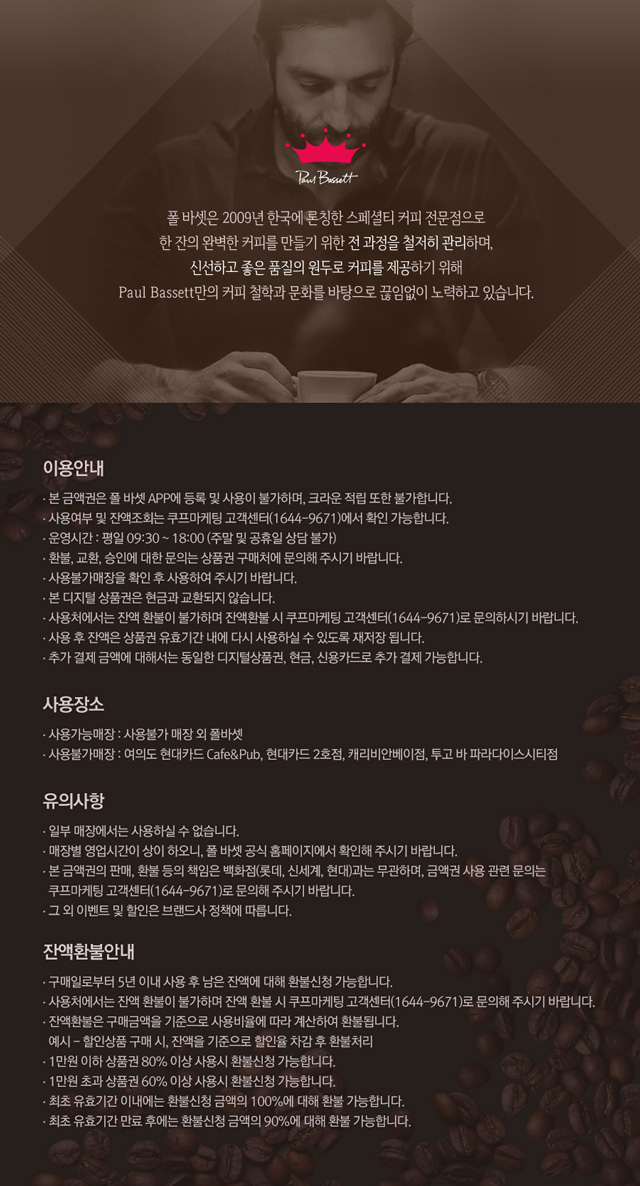 Paul Bassett
폴 바셋은 2009년 한국에 론칭한 스페셜티 커피 전문점으로
한 잔의 완벽한 커피를 만들기 위한 전 과정을 철저히 관리하며,
신선하고 좋은 품질의 원두로 커피를 제공하기 위해
Paul Bassett만의 커피 철학과 문화를 바탕으로 끊임없이 노력하고 있습니다.
이용안내
· 본 금액권은 폴 바셋 APP에 등록 및 사용이 불가하며, 크라운 적립 또한 불가합니다.
· 사용여부 및 잔액조회는 쿠프마케팅 고객센터(1644-9671)에서 확인 가능합니다.
· 운영시간 : 평일 09:30 ~ 18:00 (주말 및 공휴일 상담 불가)
· 환불, 교환, 승인에 대한 문의는 상품권 구매처에 문의해 주시기 바랍니다.
· 사용불가매장을 확인 후 사용하여 주시기 바랍니다.
· 본 디지털 상품권은 현금과 교환되지 않습니다.
· 사용처에서는 잔액 환불이 불가하며 잔액환불 시 쿠프마케팅 고객센터(1644-9671)로 문의하시기 바랍니다.
· 사용 후 잔액은 상품권 유효기간 내에 다시 사용하실 수 있도록 재저장 됩니다.
· 추가 결제 금액에 대해서는 동일한 디지털상품권, 현금, 신용카드로 추가 결제 가능합니다.
사용장소
· 사용가능매장 : 사용불가 매장 외 폴바셋
· 사용불가매장 : 여의도 현대카드 Cafe&Pub, 현대카드 2호점, 캐리비안베이점, 투고 바 파라다이스시티점
유의사항
· 일부 매장에서는 사용하실 수 없습니다.
· 매장별 영업시간이 상이 하오니, 폴 바셋 공식 홈페이지에서 확인해 주시기 바랍니다.
· 본 금액권의 판매, 환불 등의 책임은 백화점(롯데, 신세계, 현대)과는 무관하며, 금액권 사용 관련 문의는
쿠프마케팅 고객센터(1644-9671)로 문의해 주시기 바랍니다.
· 그 외 이벤트 및 할인은 브랜드사 정책에 따릅니다.
잔액환불안내
· 구매일로부터 5년 이내 사용 후 남은 잔액에 대해 환불신청 가능합니다.
· 사용처에서는 잔액 환불이 불가하며 잔액 환불 시 쿠프마케팅 고객센터(1644-9671)로 문의해 주시기 바랍니다.
· 잔액환불은 구매금액을 기준으로 사용비율에 따라 계산하여 환불됩니다.
예시 - 할인상품 구매 시, 잔액을 기준으로 할인율 차감 후 환불처리
· 1만원 이하 상품권 80% 이상 사용시 환불신청 가능합니다.
· 1만원 초과 상품권 60% 이상 사용시 환불신청 가능합니다.
· 최초 유효기간 이내에는 환불신청 금액의 100%에 대해 환불 가능합니다.
· 최초 유효기간 만료 후에는 환불신청 금액의 90%에 대해 환불 가능합니다.